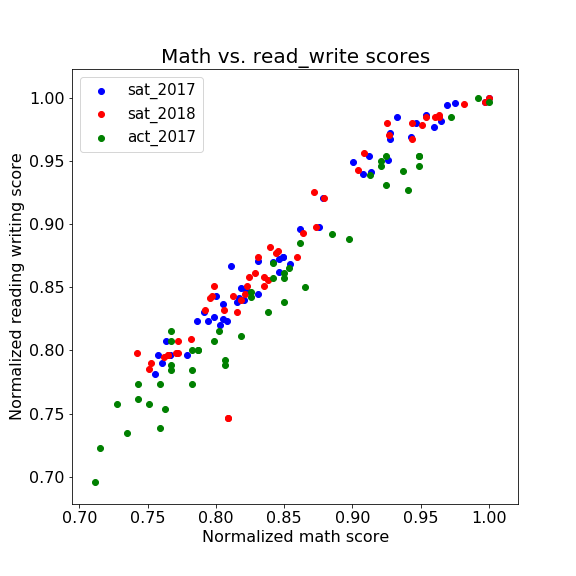 Math vs. read_write scores
sat_2017
sat_2018
act_2017
Normalized reading writing score
1.00
0.95
0.90
0.85
0.80
0.75
0.70
0.70 0.75 0.80 0.85 0.90 0.95 1.00
Normalized math score